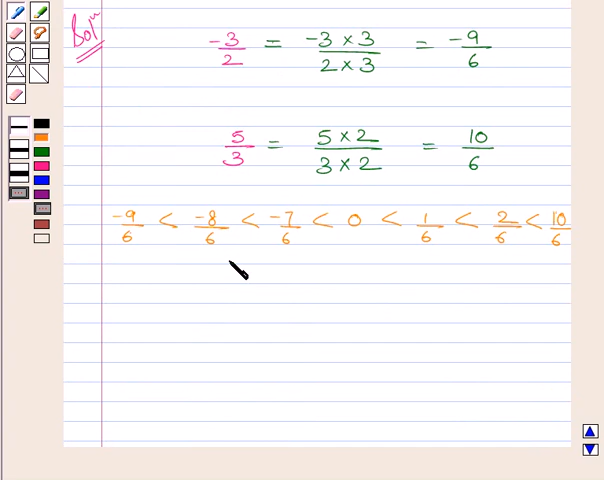 Solⁿ
-3/2 = -3 × 3 / 2 × 3 = -9/6
5/3 = 5 × 2 / 3 × 2 = 10/6
-9/6 < -8/6 < -7/6 < 0 < 1/6 < 2/6 < 10/6